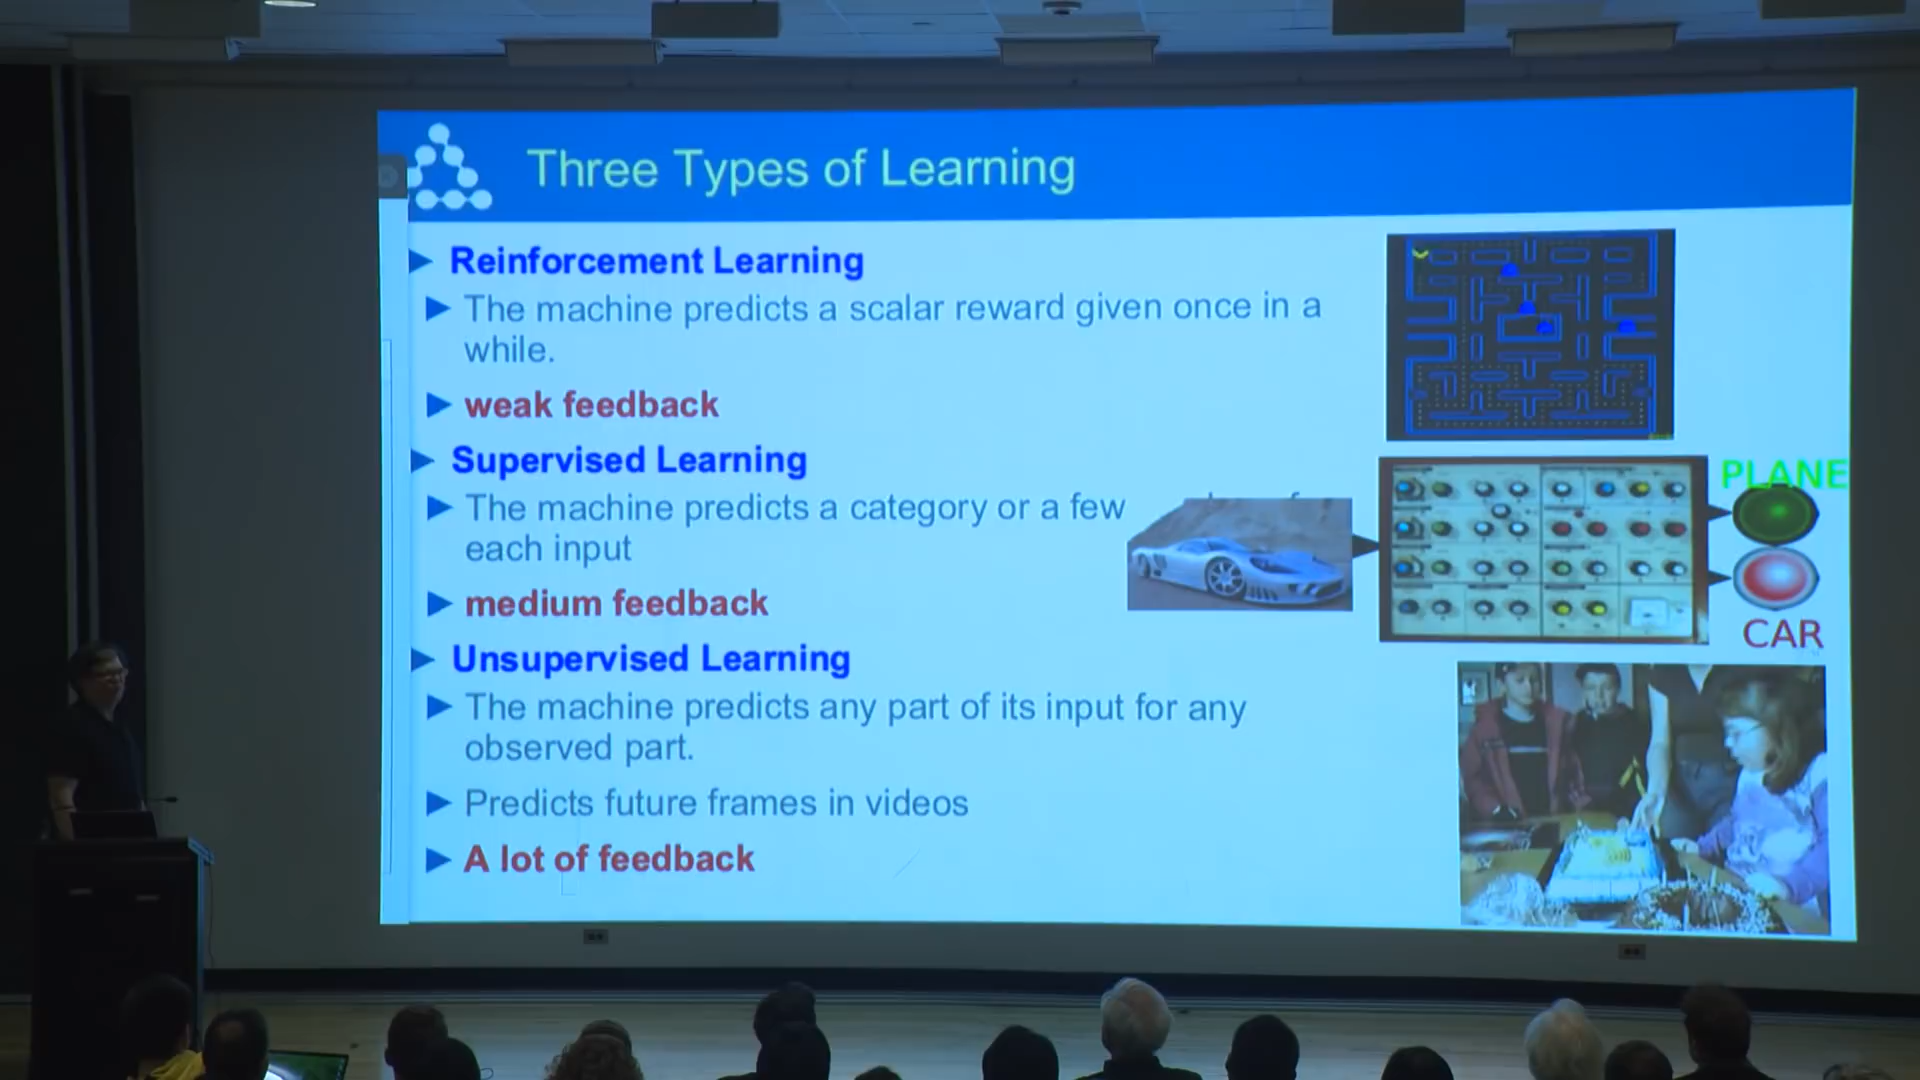 Three Types of Learning
Reinforcement Learning
The machine predicts a scalar reward given once in a
while.
weak feedback
Supervised Learning
The machine predicts a category or a few
each input
medium feedback
Unsupervised Learning
The machine predicts any part of its input for any
observed part.
Predicts future frames in videos
A lot of feedback
PLANE
CAR